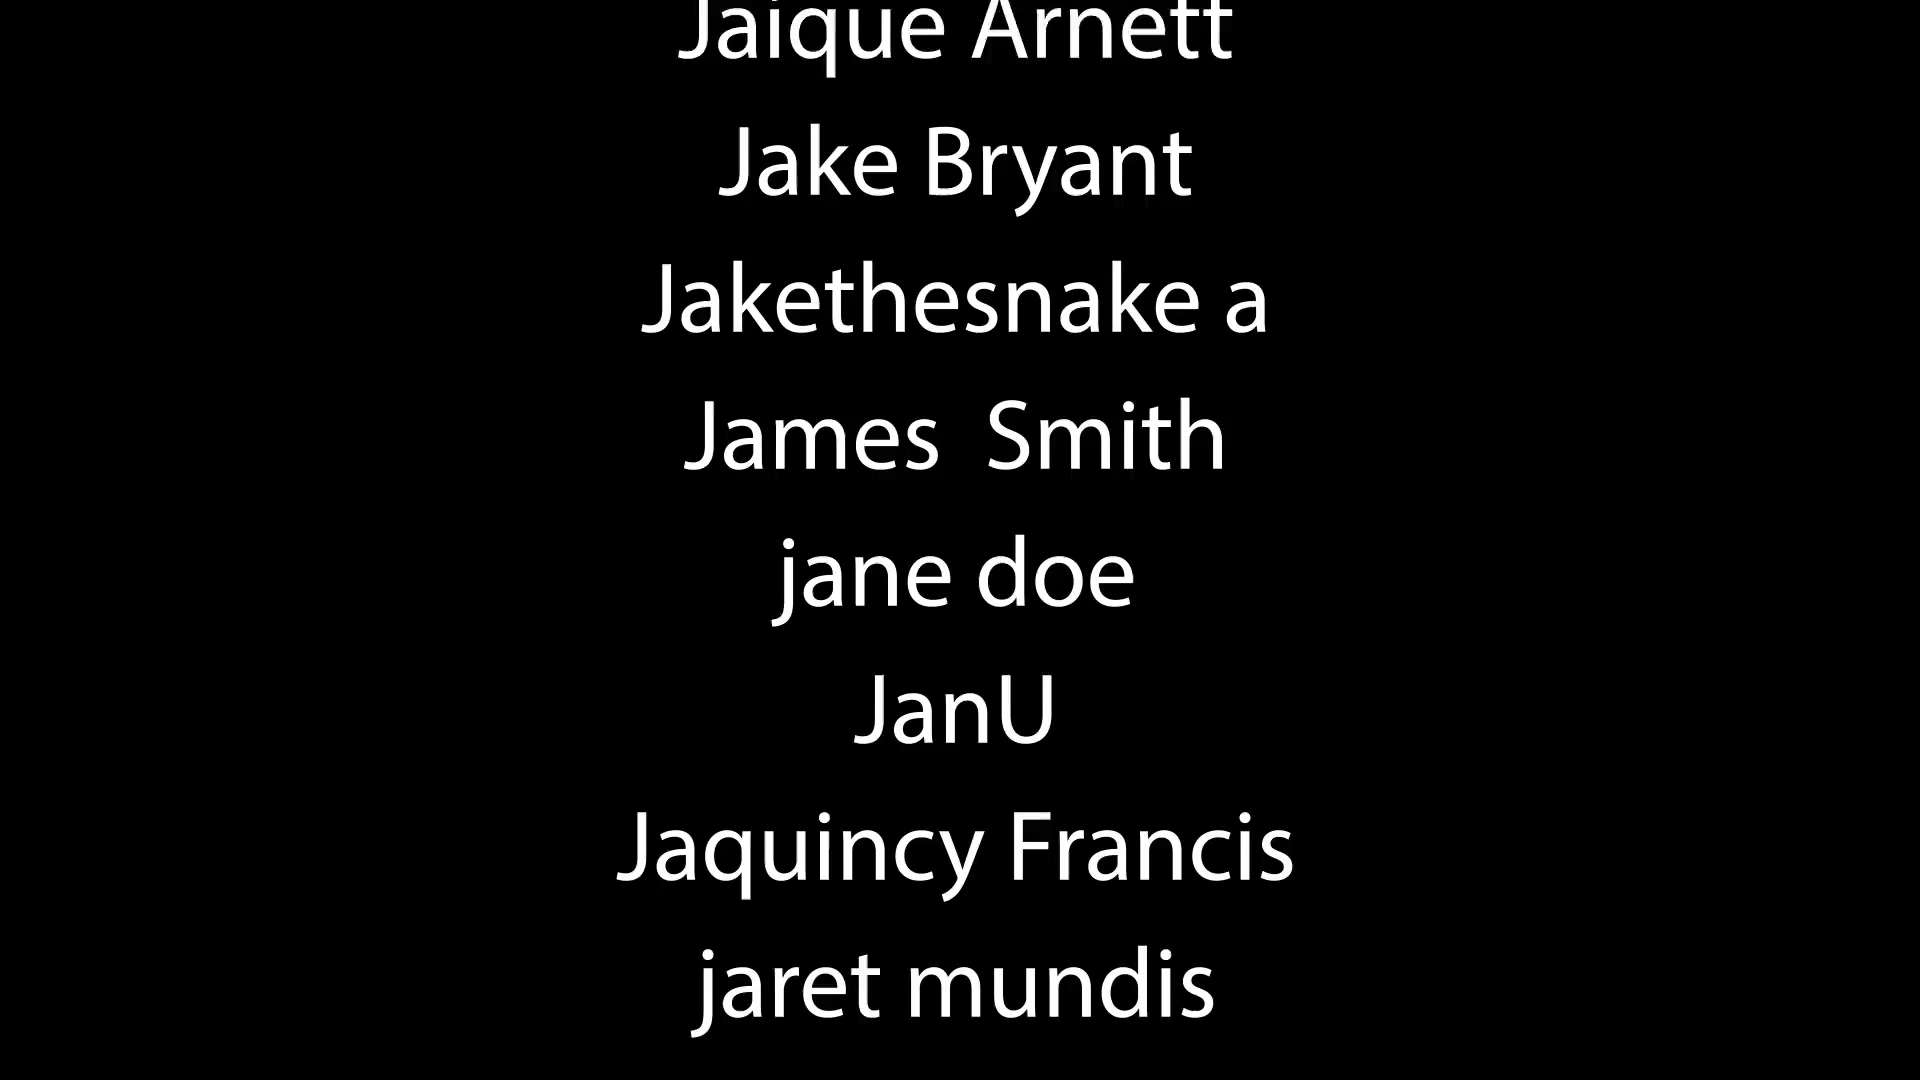 Jaique Arnett
Jake Bryant
Jakethesnake a
James  Smith
jane doe
JanU
Jaquincy Francis
jaret mundis